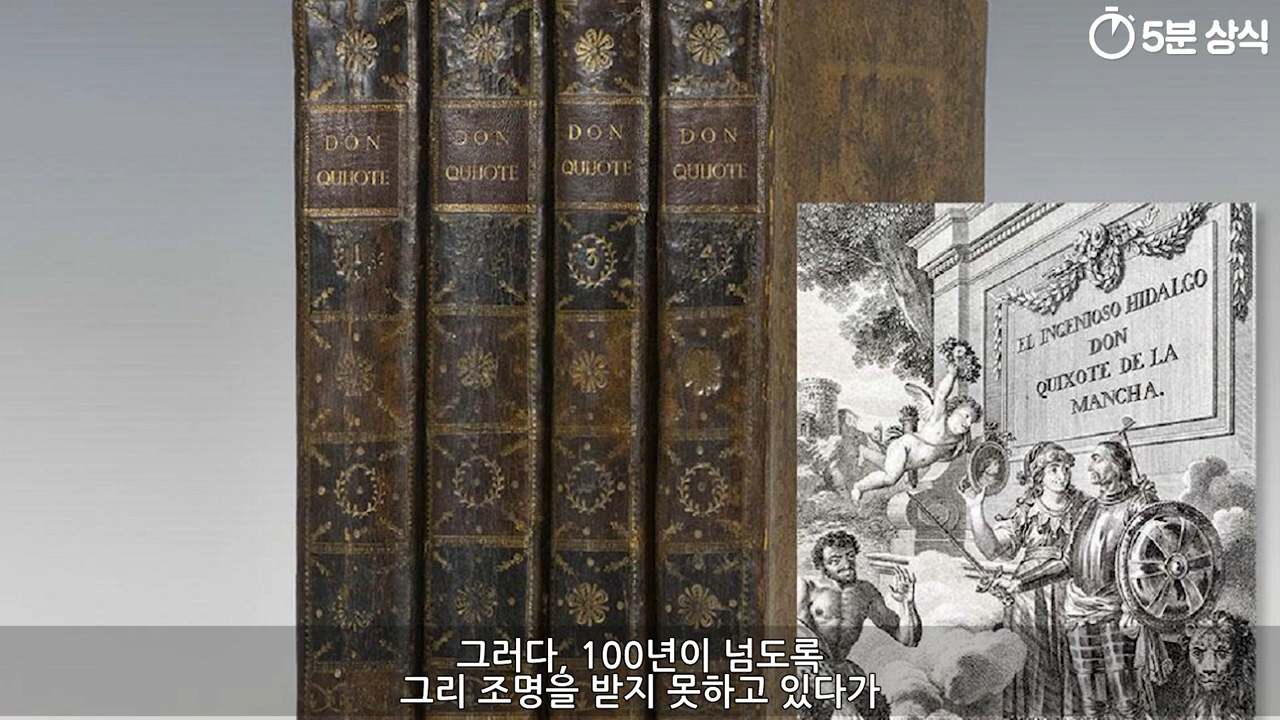 5분 상식
DON
QUIJOTE
1
DON
QUIJOTE
DON
QUIJOTE
3
DON
QUIJOTE
4
EL INGENIOSO HIDALGO
DON
QUIXOTE DE LA
MANCHA.
그러다, 100년이 넘도록
그리 조명을 받지 못하고 있다가